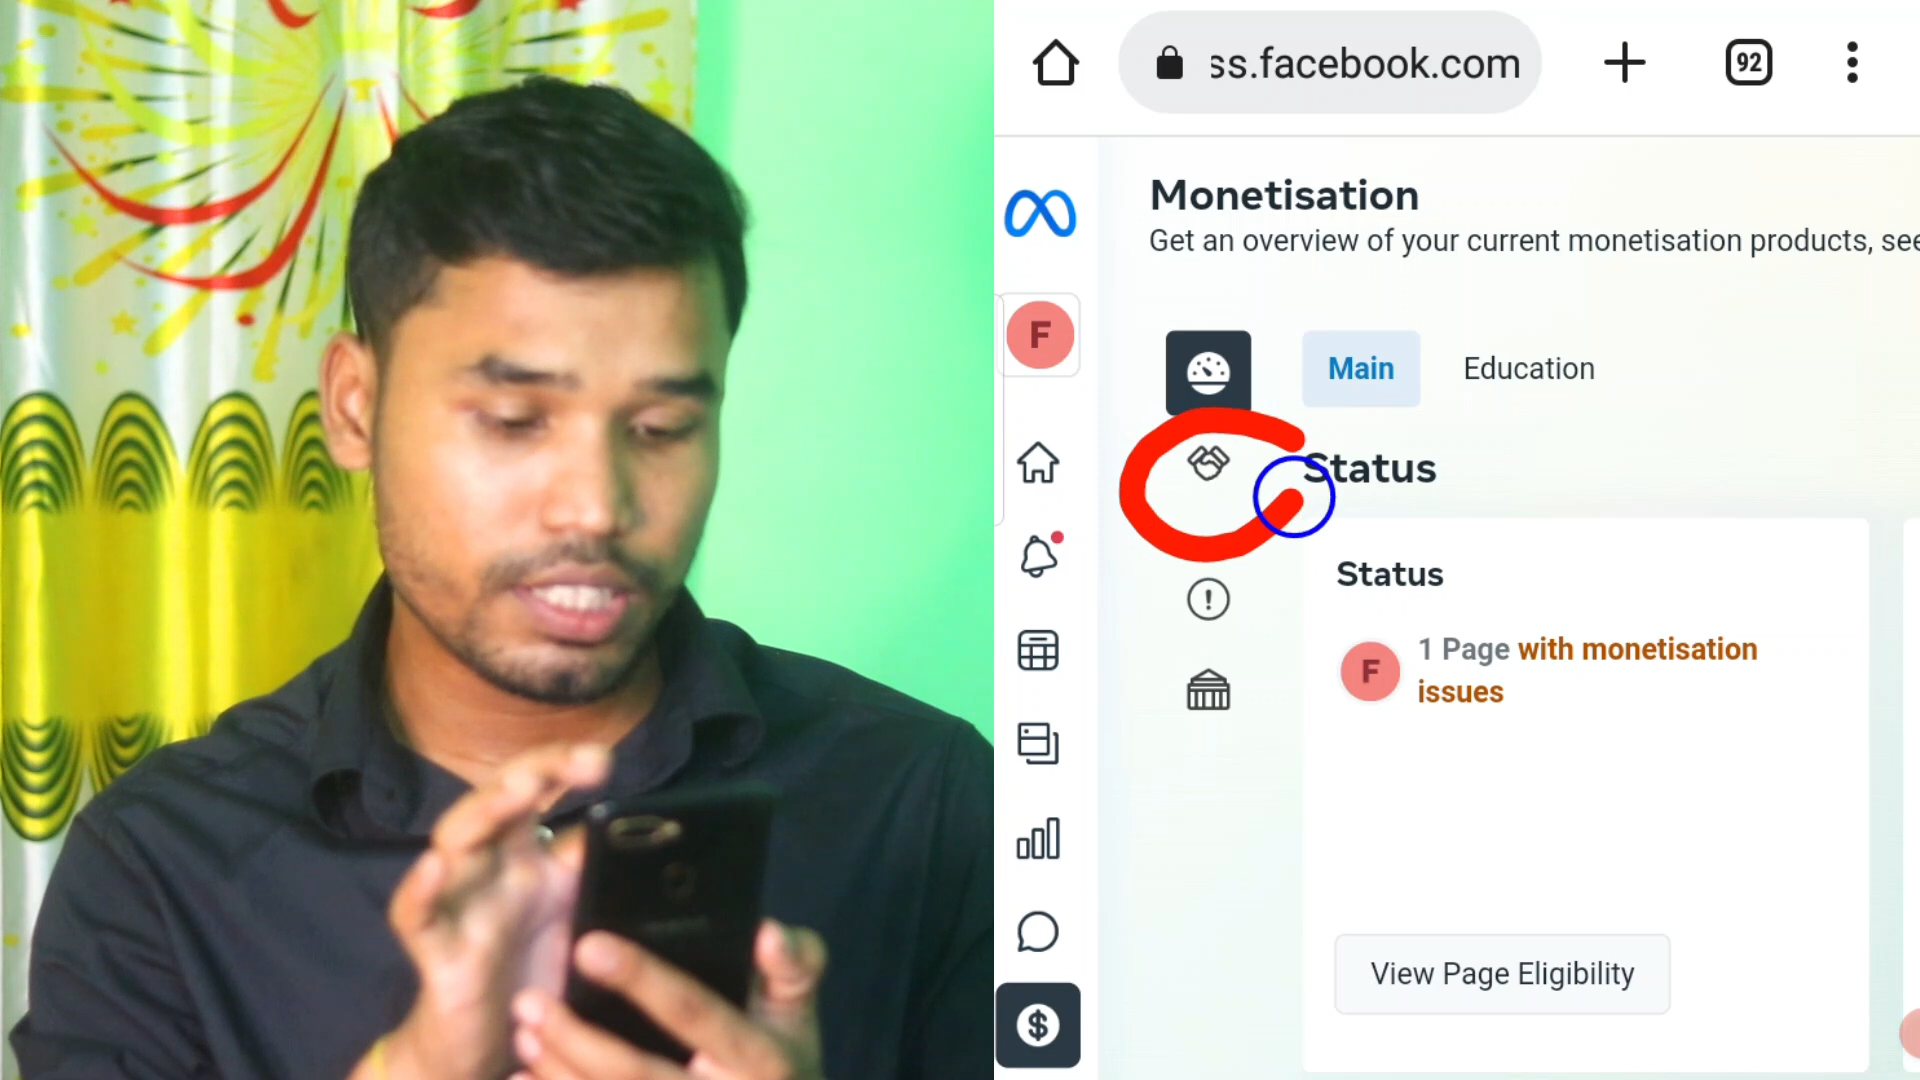 ss.facebook.com
92
Monetisation
Get an overview of your current monetisation products, see
F
Main
Education
Status
Status
F
1 Page with monetisation
issues
View Page Eligibility
$